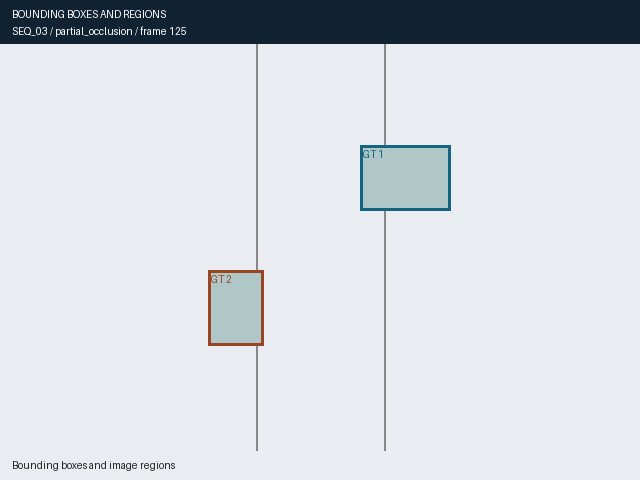 BOUNDING BOXES AND REGIONS
SEQ_03 / partial_occlusion / frame 125
GT1
GT2
Bounding boxes and image regions